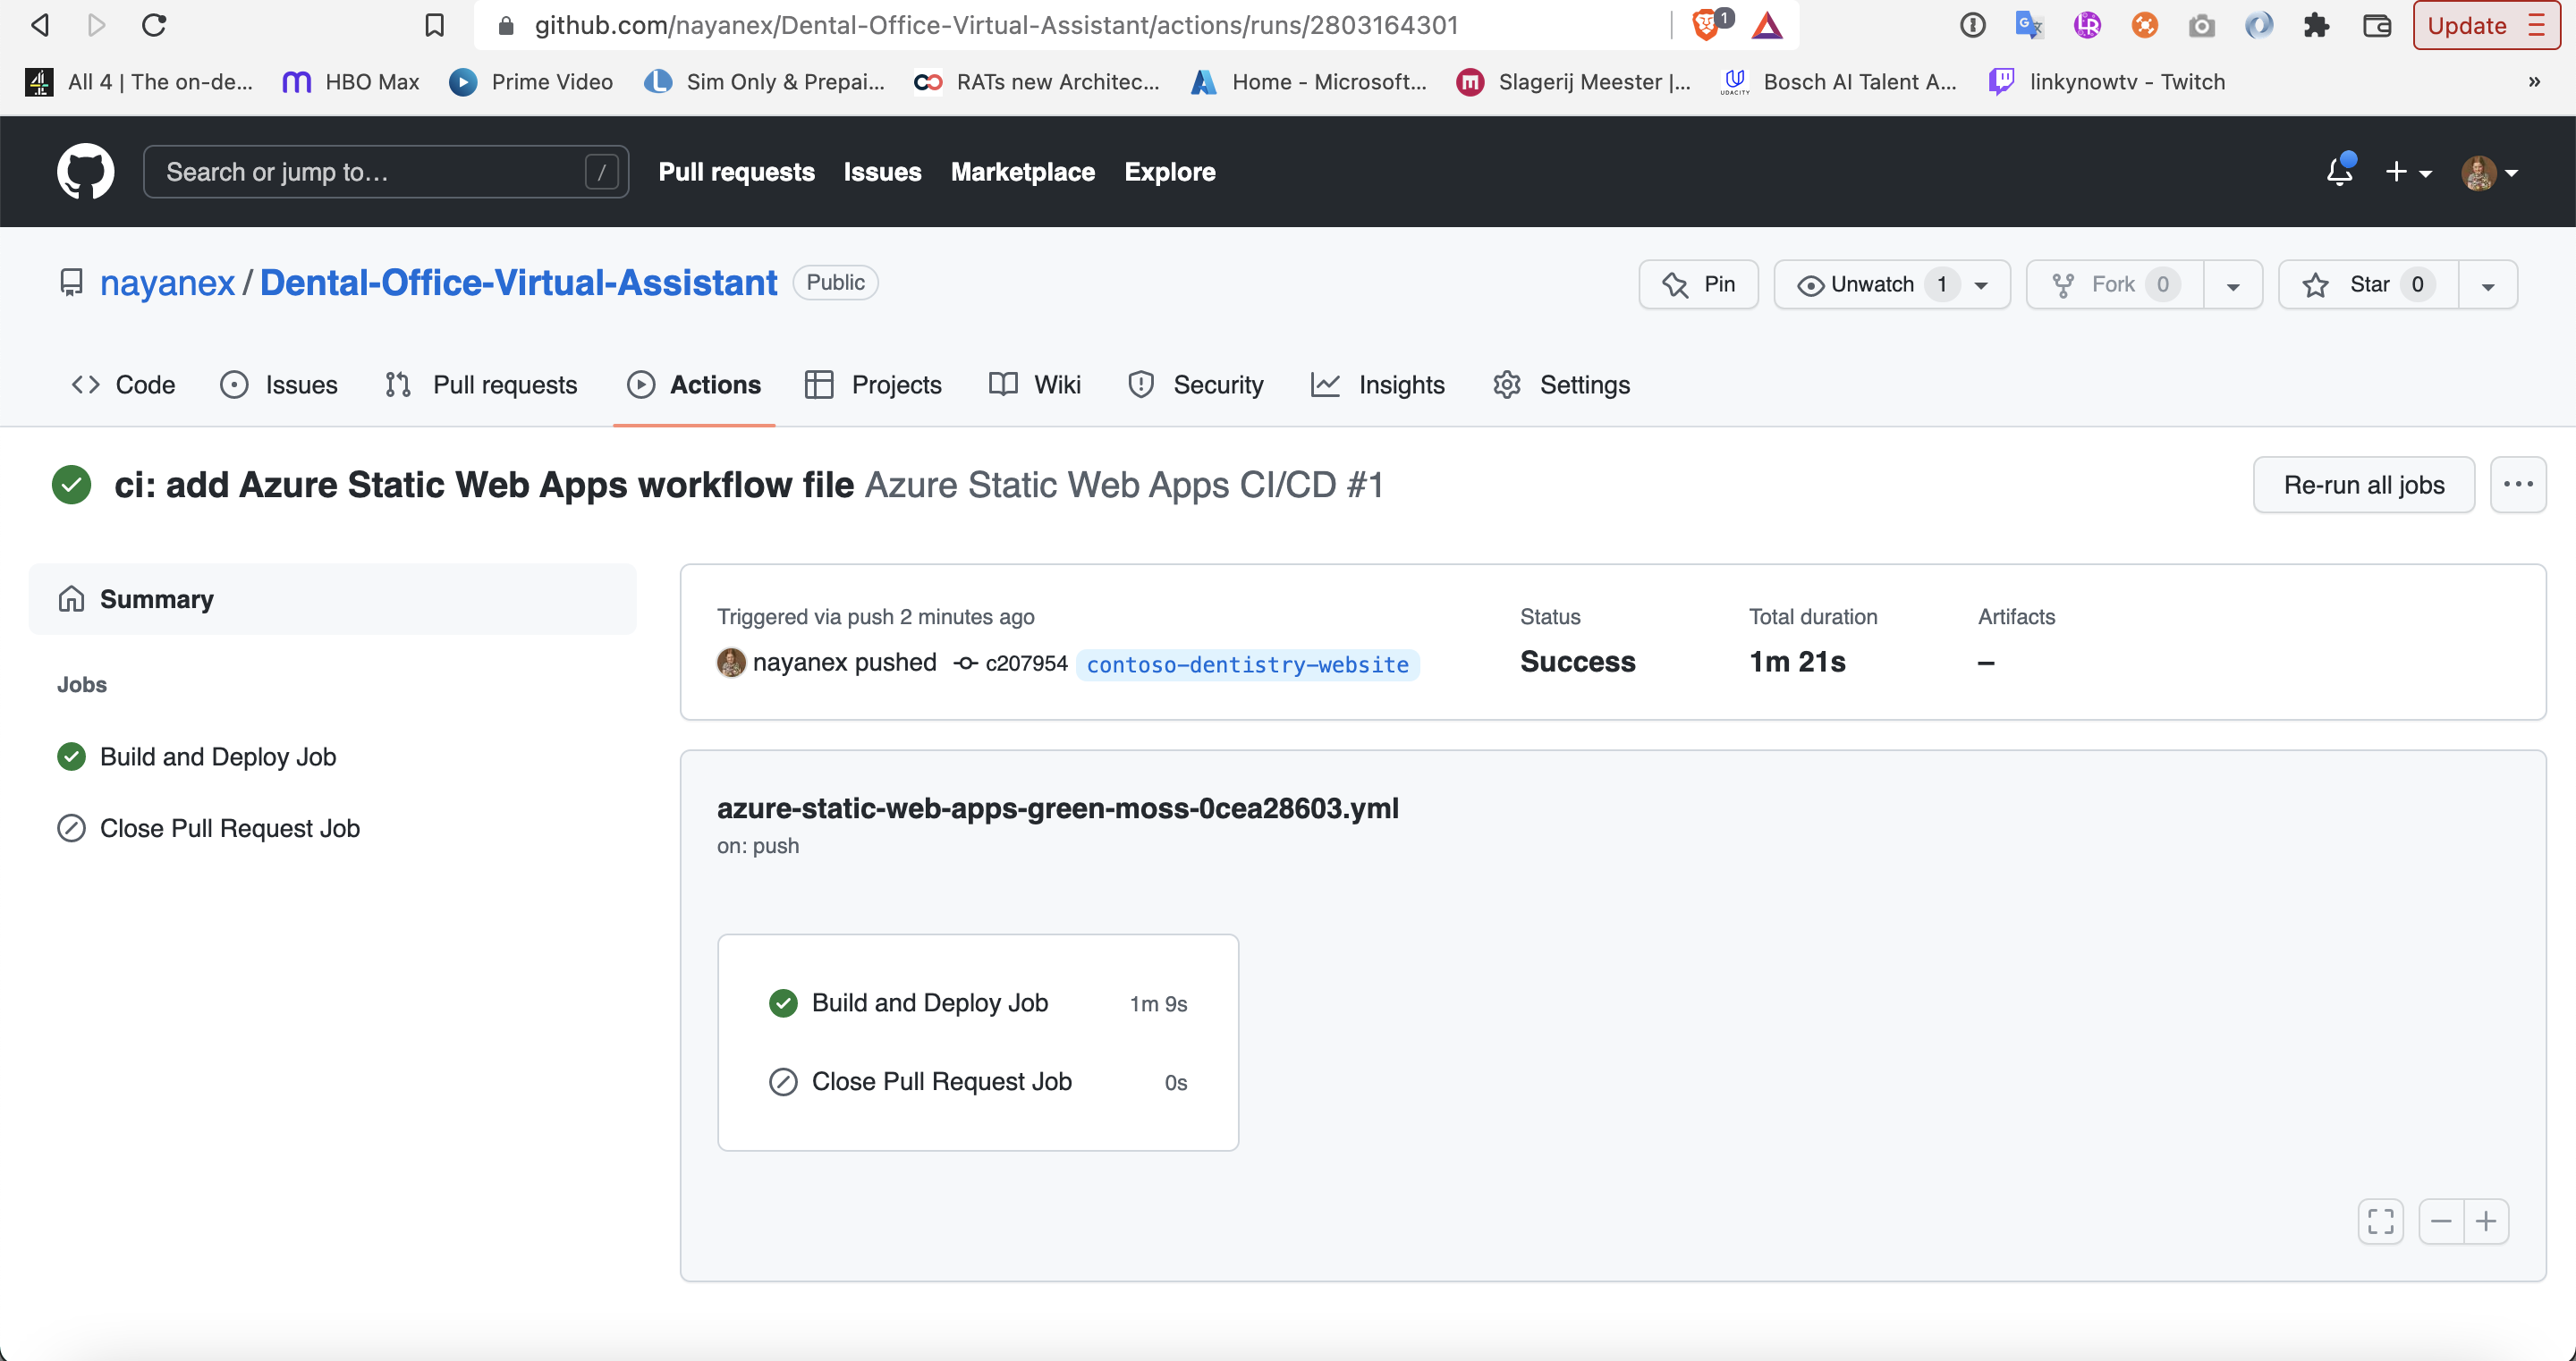 github.com/nayanex/Dental-Office-Virtual-Assistant/actions/runs/2803164301
1
Update
All 4 | The on-de...
HBO Max
Prime Video
Sim Only & Prepai...
RATs new Architec...
Home - Microsoft...
Slagerij Meester |...
UDACITY
Bosch AI Talent A...
linkynowtv - Twitch
»
Search or jump to…
/
Pull requests
Issues
Marketplace
Explore
nayanex / Dental-Office-Virtual-Assistant
Public
Pin
Unwatch 1
Fork 0
Star 0
Code
Issues
Pull requests
Actions
Projects
Wiki
Security
Insights
Settings
ci: add Azure Static Web Apps workflow file Azure Static Web Apps CI/CD #1
Re-run all jobs
Summary
Jobs
Build and Deploy Job
Close Pull Request Job
Triggered via push 2 minutes ago
nayanex pushed c207954 contoso-dentistry-website
Status
Success
Total duration
1m 21s
Artifacts
–
azure-static-web-apps-green-moss-0cea28603.yml
on: push
Build and Deploy Job 1m 9s
Close Pull Request Job 0s